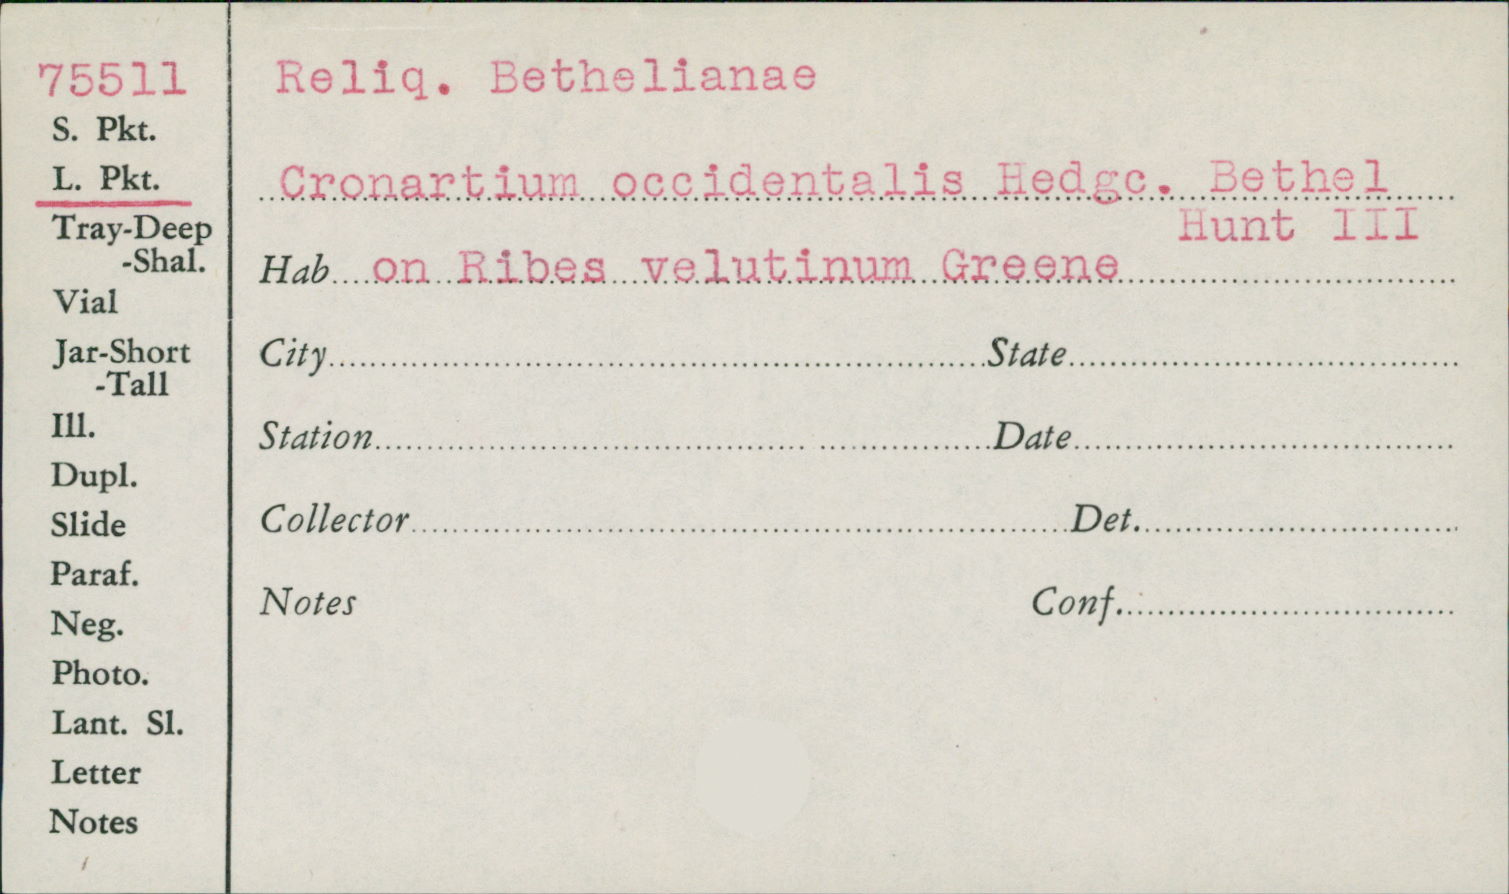 75511
S. Pkt.
L. Pkt.
Tray-Deep
-Shal.
Vial
Jar-Short
-Tall
Ill.
Dupl.
Slide
Paraf.
Neg.
Photo.
Lant. Sl.
Letter
Notes
Reliq. Bethelianae
Cronartium occidentalis Hedgc. Bethel
Hunt III
Hab on Ribes velutinum Greene
City State
Station Date
Collector Det.
Notes Conf.